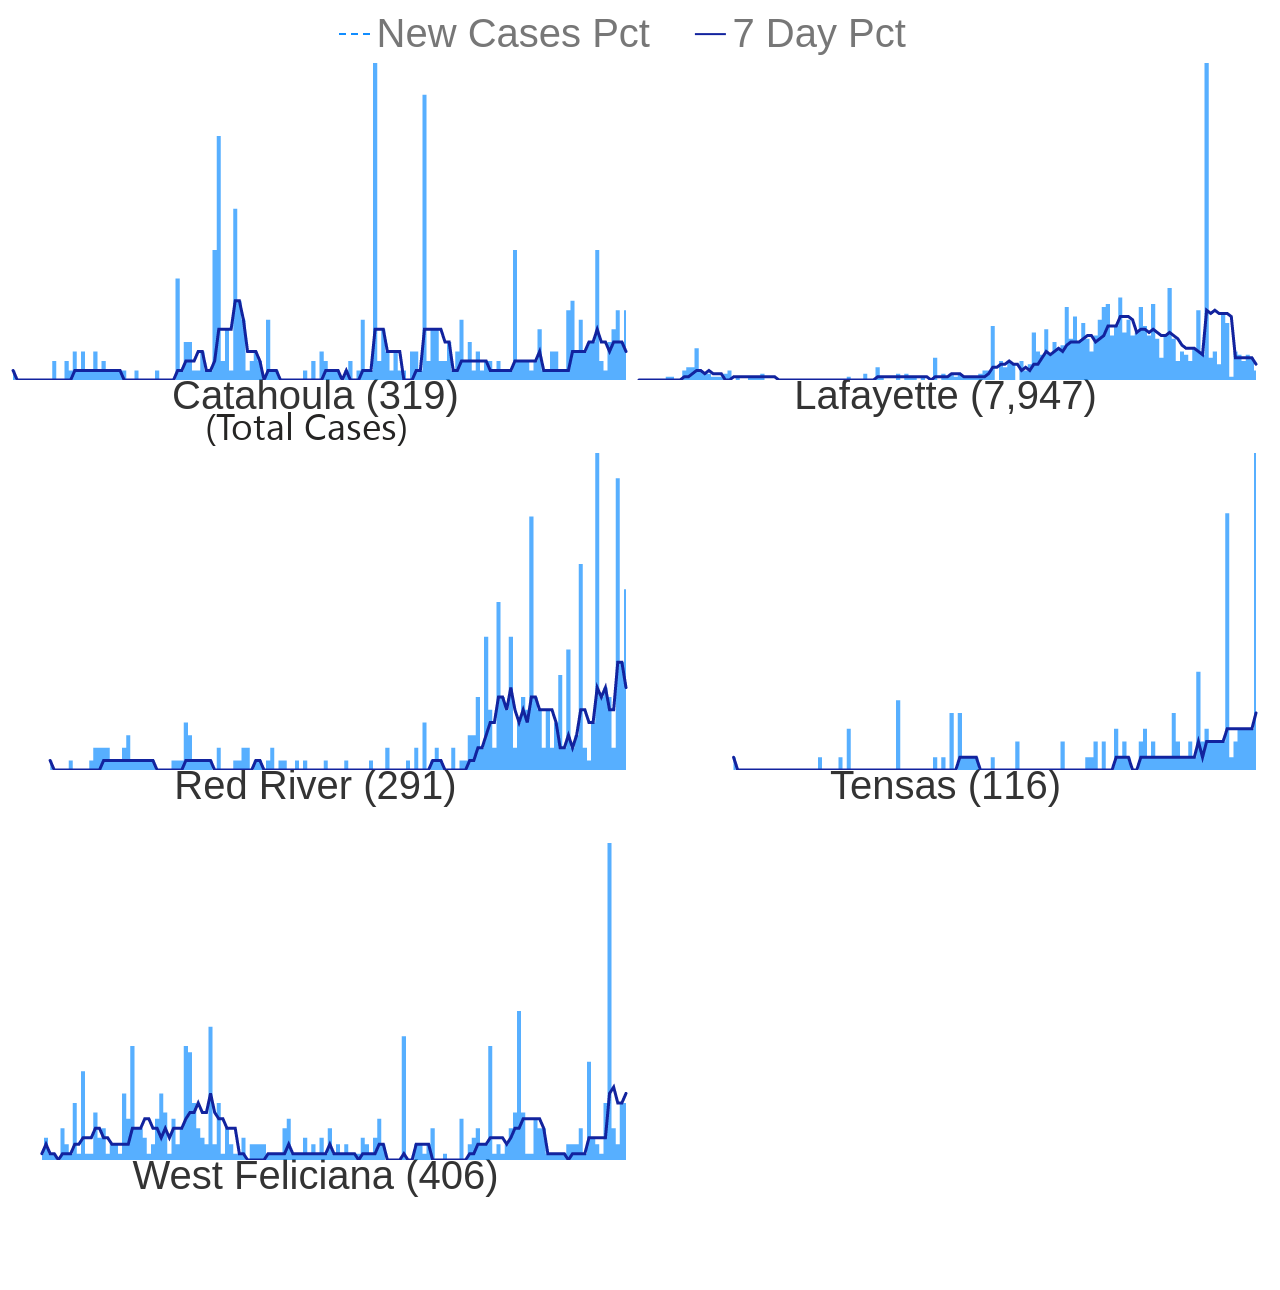 New Cases Pct 7 Day Pct
Catahoula (319)
(Total Cases)
Lafayette (7,947)
Red River (291)
Tensas (116)
West Feliciana (406)